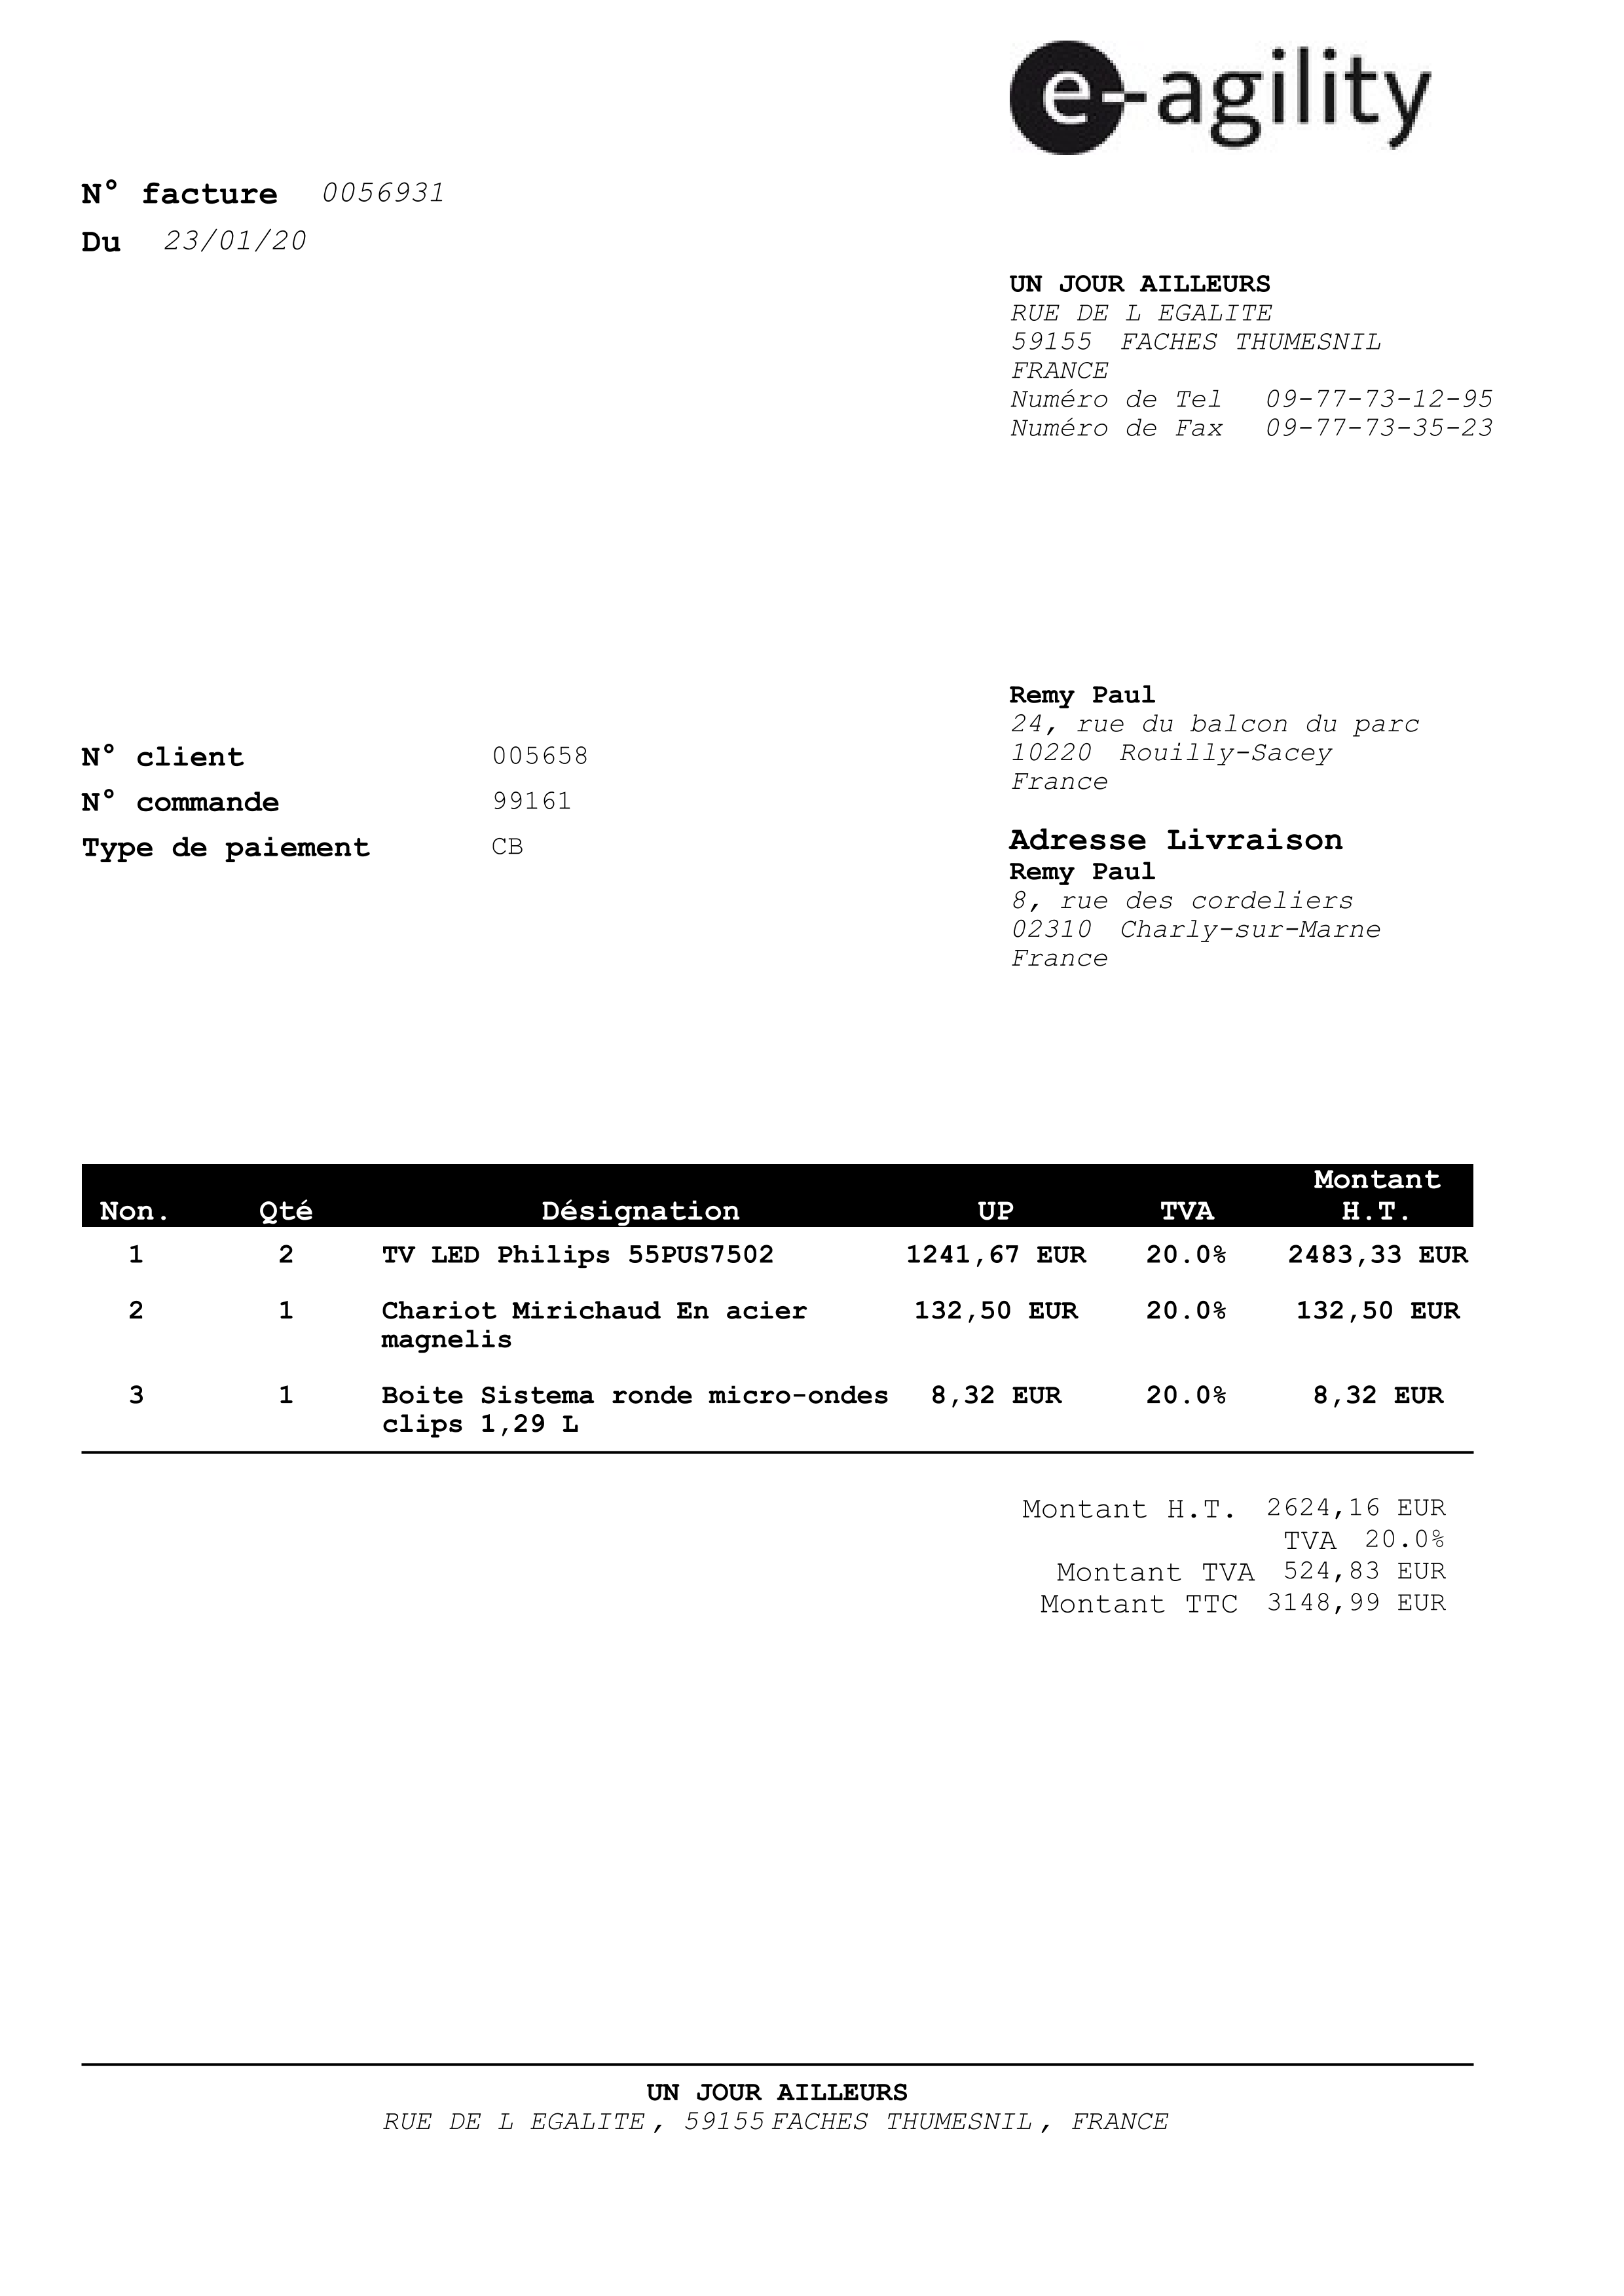 e-agility
N° facture 0056931
Du 23/01/20
UN JOUR AILLEURS
RUE DE L EGALITE
59155 FACHES THUMESNIL
FRANCE
Numéro de Tel 09-77-73-12-95
Numéro de Fax 09-77-73-35-23
Remy Paul
24, rue du balcon du parc
10220 Rouilly-Sacey
France
N° client 005658
N° commande 99161
Type de paiement CB
Adresse Livraison
Remy Paul
8, rue des cordeliers
02310 Charly-sur-Marne
France
Non. Qté Désignation UP TVA Montant H.T.
1 2 TV LED Philips 55PUS7502 1241,67 EUR 20.0% 2483,33 EUR
2 1 Chariot Mirichaud En acier 132,50 EUR 20.0% 132,50 EUR
magnelis
3 1 Boite Sistema ronde micro-ondes 8,32 EUR 20.0% 8,32 EUR
clips 1,29 L
Montant H.T. 2624,16 EUR
TVA 20.0%
Montant TVA 524,83 EUR
Montant TTC 3148,99 EUR
UN JOUR AILLEURS
RUE DE L EGALITE, 59155 FACHES THUMESNIL, FRANCE